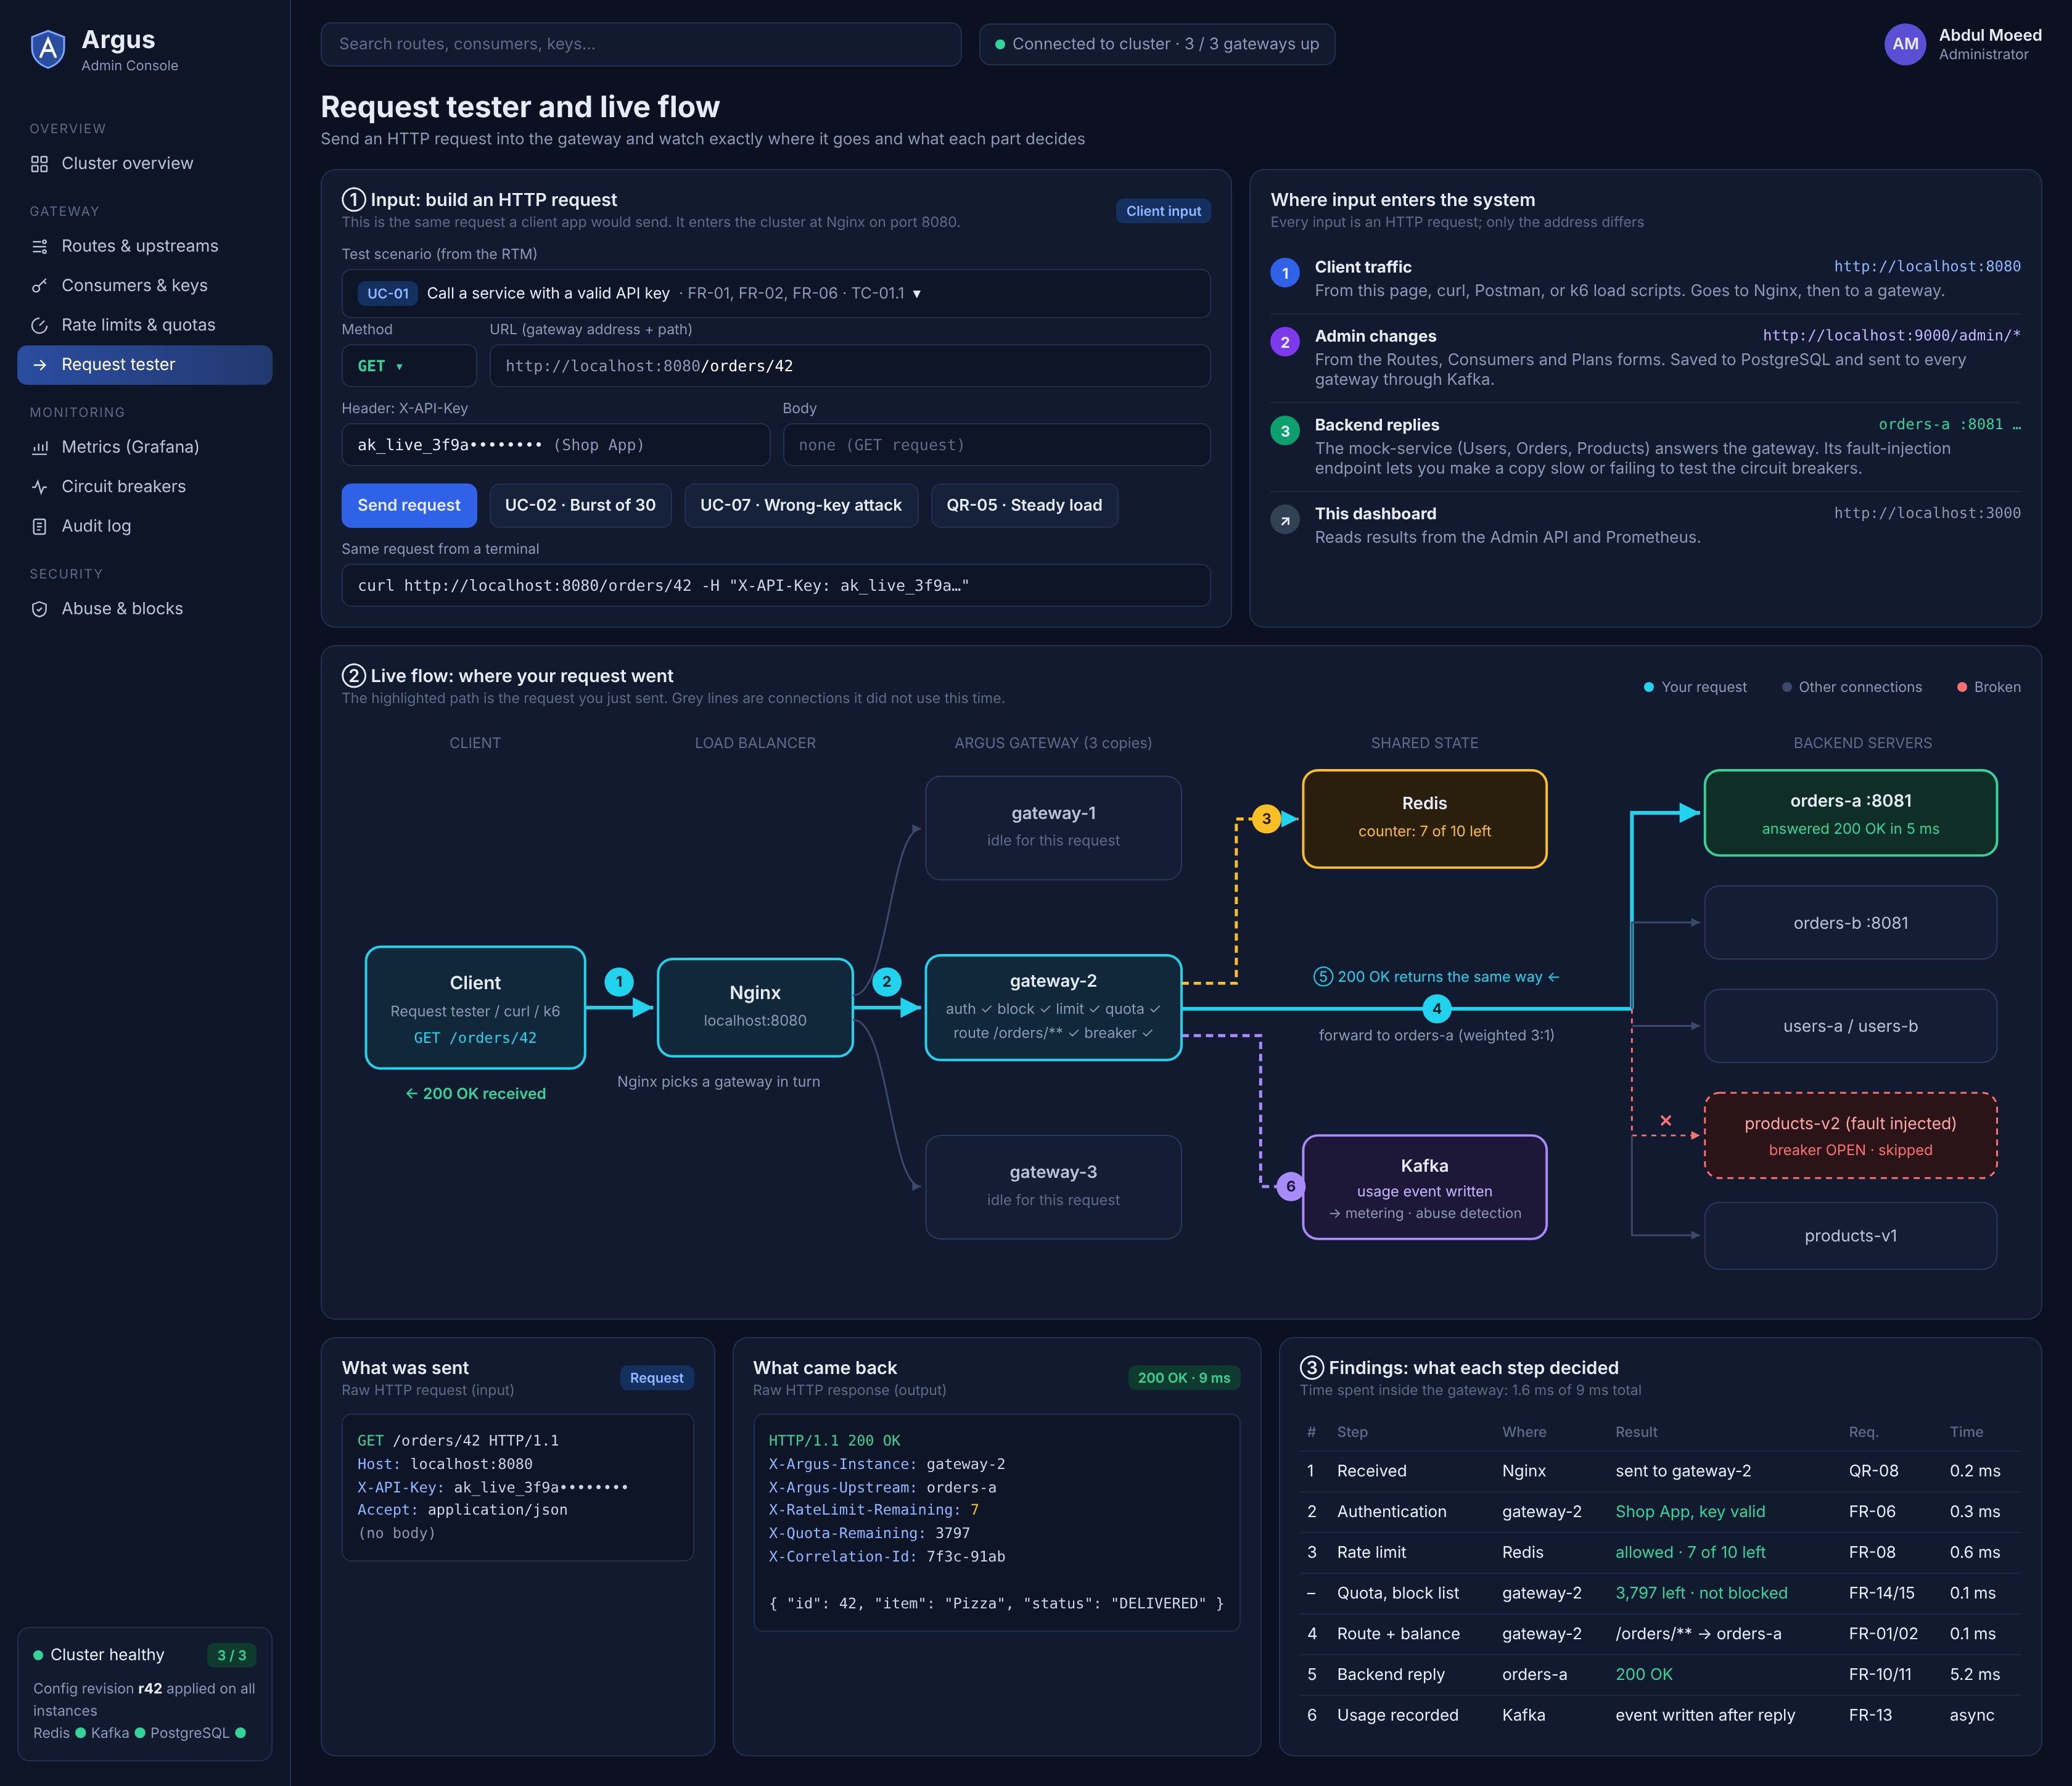 Argus
Admin Console
OVERVIEW
Cluster overview
GATEWAY
Routes & upstreams
Consumers & keys
Rate limits & quotas
Request tester
MONITORING
Metrics (Grafana)
Circuit breakers
Audit log
SECURITY
Abuse & blocks
Cluster healthy 3 / 3
Config revision r42 applied on all
instances
Redis Kafka PostgreSQL
Search routes, consumers, keys...
Connected to cluster · 3 / 3 gateways up
AM
Abdul Moeed
Administrator
Request tester and live flow
Send an HTTP request into the gateway and watch exactly where it goes and what each part decides
① Input: build an HTTP request
This is the same request a client app would send. It enters the cluster at Nginx on port 8080.
Client input
Test scenario (from the RTM)
UC-01 Call a service with a valid API key · FR-01, FR-02, FR-06 · TC-01.1 ▾
Method URL (gateway address + path)
GET ▾ http://localhost:8080/orders/42
Header: X-API-Key Body
ak_live_3f9a•••••••• (Shop App) none (GET request)
Send request UC-02 · Burst of 30 UC-07 · Wrong-key attack QR-05 · Steady load
Same request from a terminal
curl http://localhost:8080/orders/42 -H "X-API-Key: ak_live_3f9a…"
Where input enters the system
Every input is an HTTP request; only the address differs
1 Client traffic http://localhost:8080
From this page, curl, Postman, or k6 load scripts. Goes to Nginx, then to a gateway.
2 Admin changes http://localhost:9000/admin/*
From the Routes, Consumers and Plans forms. Saved to PostgreSQL and sent to every
gateway through Kafka.
3 Backend replies orders-a :8081 …
The mock-service (Users, Orders, Products) answers the gateway. Its fault-injection
endpoint lets you make a copy slow or failing to test the circuit breakers.
↗ This dashboard http://localhost:3000
Reads results from the Admin API and Prometheus.
② Live flow: where your request went
The highlighted path is the request you just sent. Grey lines are connections it did not use this time.
Your request Other connections Broken
CLIENT LOAD BALANCER ARGUS GATEWAY (3 copies) SHARED STATE BACKEND SERVERS
Client
Request tester / curl / k6
GET /orders/42
← 200 OK received
1
Nginx
localhost:8080
Nginx picks a gateway in turn
2
gateway-1
idle for this request
gateway-2
auth ✓ block ✓ limit ✓ quota ✓
route /orders/** ✓ breaker ✓
gateway-3
idle for this request
3
Redis
counter: 7 of 10 left
⑤ 200 OK returns the same way ←
4
forward to orders-a (weighted 3:1)
6
Kafka
usage event written
→ metering · abuse detection
orders-a :8081
answered 200 OK in 5 ms
orders-b :8081
users-a / users-b
✕
products-v2 (fault injected)
breaker OPEN · skipped
products-v1
What was sent
Raw HTTP request (input)
Request
GET /orders/42 HTTP/1.1
Host: localhost:8080
X-API-Key: ak_live_3f9a••••••••
Accept: application/json
(no body)
What came back
Raw HTTP response (output)
200 OK · 9 ms
HTTP/1.1 200 OK
X-Argus-Instance: gateway-2
X-Argus-Upstream: orders-a
X-RateLimit-Remaining: 7
X-Quota-Remaining: 3797
X-Correlation-Id: 7f3c-91ab
{ "id": 42, "item": "Pizza", "status": "DELIVERED" }
③ Findings: what each step decided
Time spent inside the gateway: 1.6 ms of 9 ms total
# Step Where Result Req. Time
1 Received Nginx sent to gateway-2 QR-08 0.2 ms
2 Authentication gateway-2 Shop App, key valid FR-06 0.3 ms
3 Rate limit Redis allowed · 7 of 10 left FR-08 0.6 ms
– Quota, block list gateway-2 3,797 left · not blocked FR-14/15 0.1 ms
4 Route + balance gateway-2 /orders/** → orders-a FR-01/02 0.1 ms
5 Backend reply orders-a 200 OK FR-10/11 5.2 ms
6 Usage recorded Kafka event written after reply FR-13 async